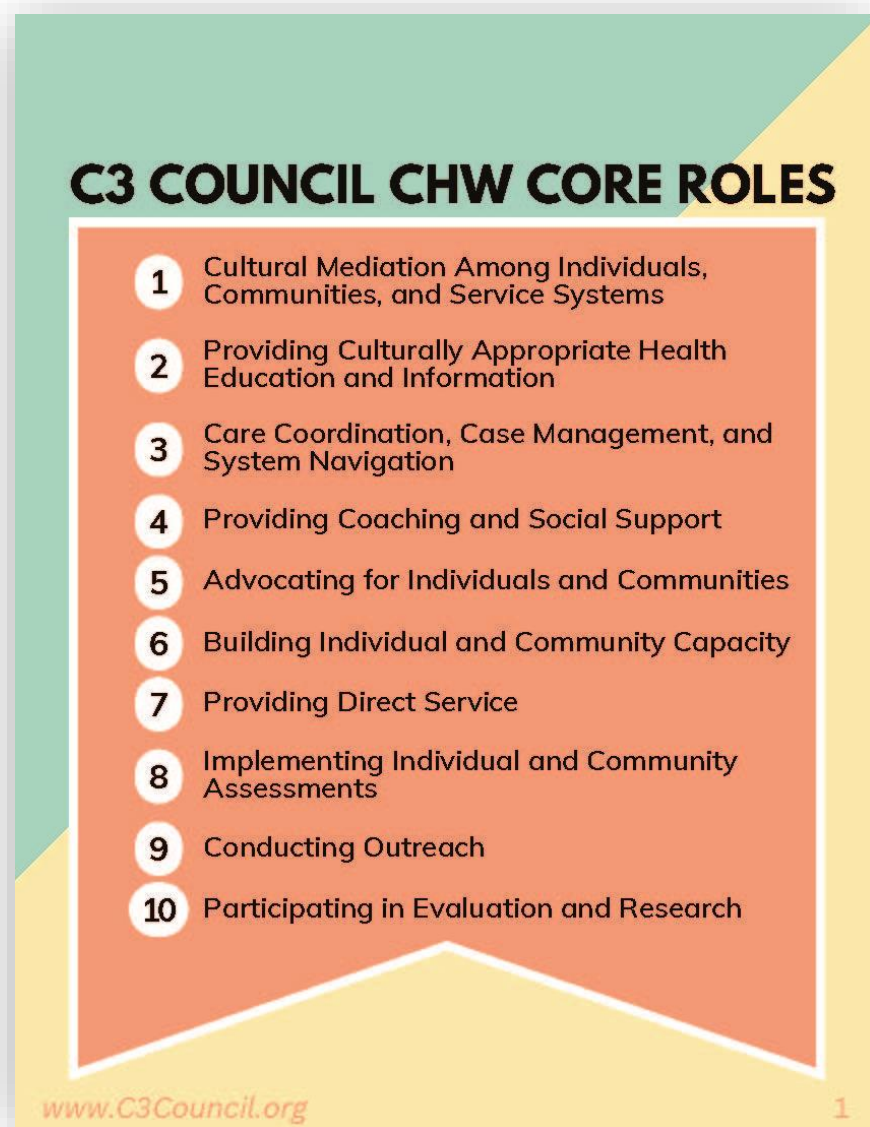 C3 COUNCIL CHW CORE ROLES
1 Cultural Mediation Among Individuals,
Communities, and Service Systems
2 Providing Culturally Appropriate Health
Education and Information
3 Care Coordination, Case Management, and
System Navigation
4 Providing Coaching and Social Support
5 Advocating for Individuals and Communities
6 Building Individual and Community Capacity
7 Providing Direct Service
8 Implementing Individual and Community
Assessments
9 Conducting Outreach
10 Participating in Evaluation and Research
www.C3Council.org 1